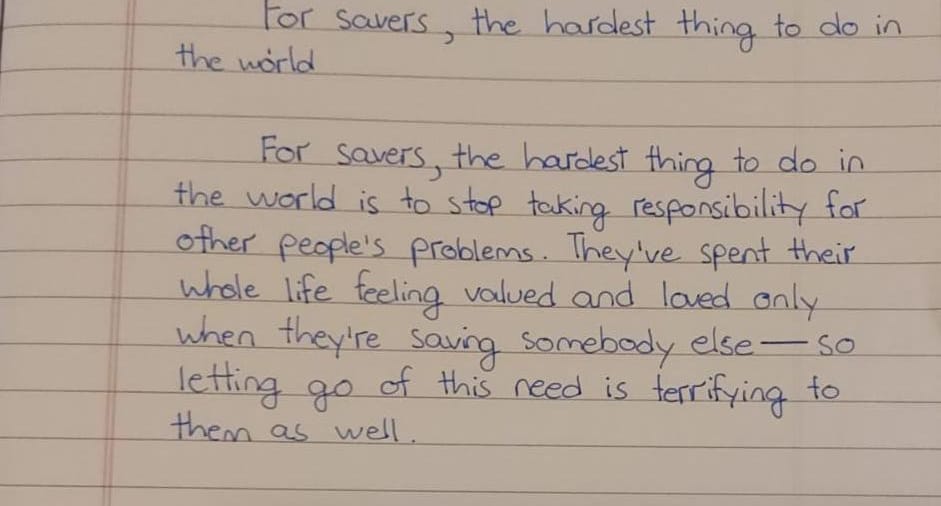 For savers, the hardest thing to do in
the world
For savers, the hardest thing to do in
the world is to stop taking responsibility for
other people's problems. They've spent their
whole life feeling valued and loved only
when they're saving somebody else — so
letting go of this need is terrifying to
them as well.